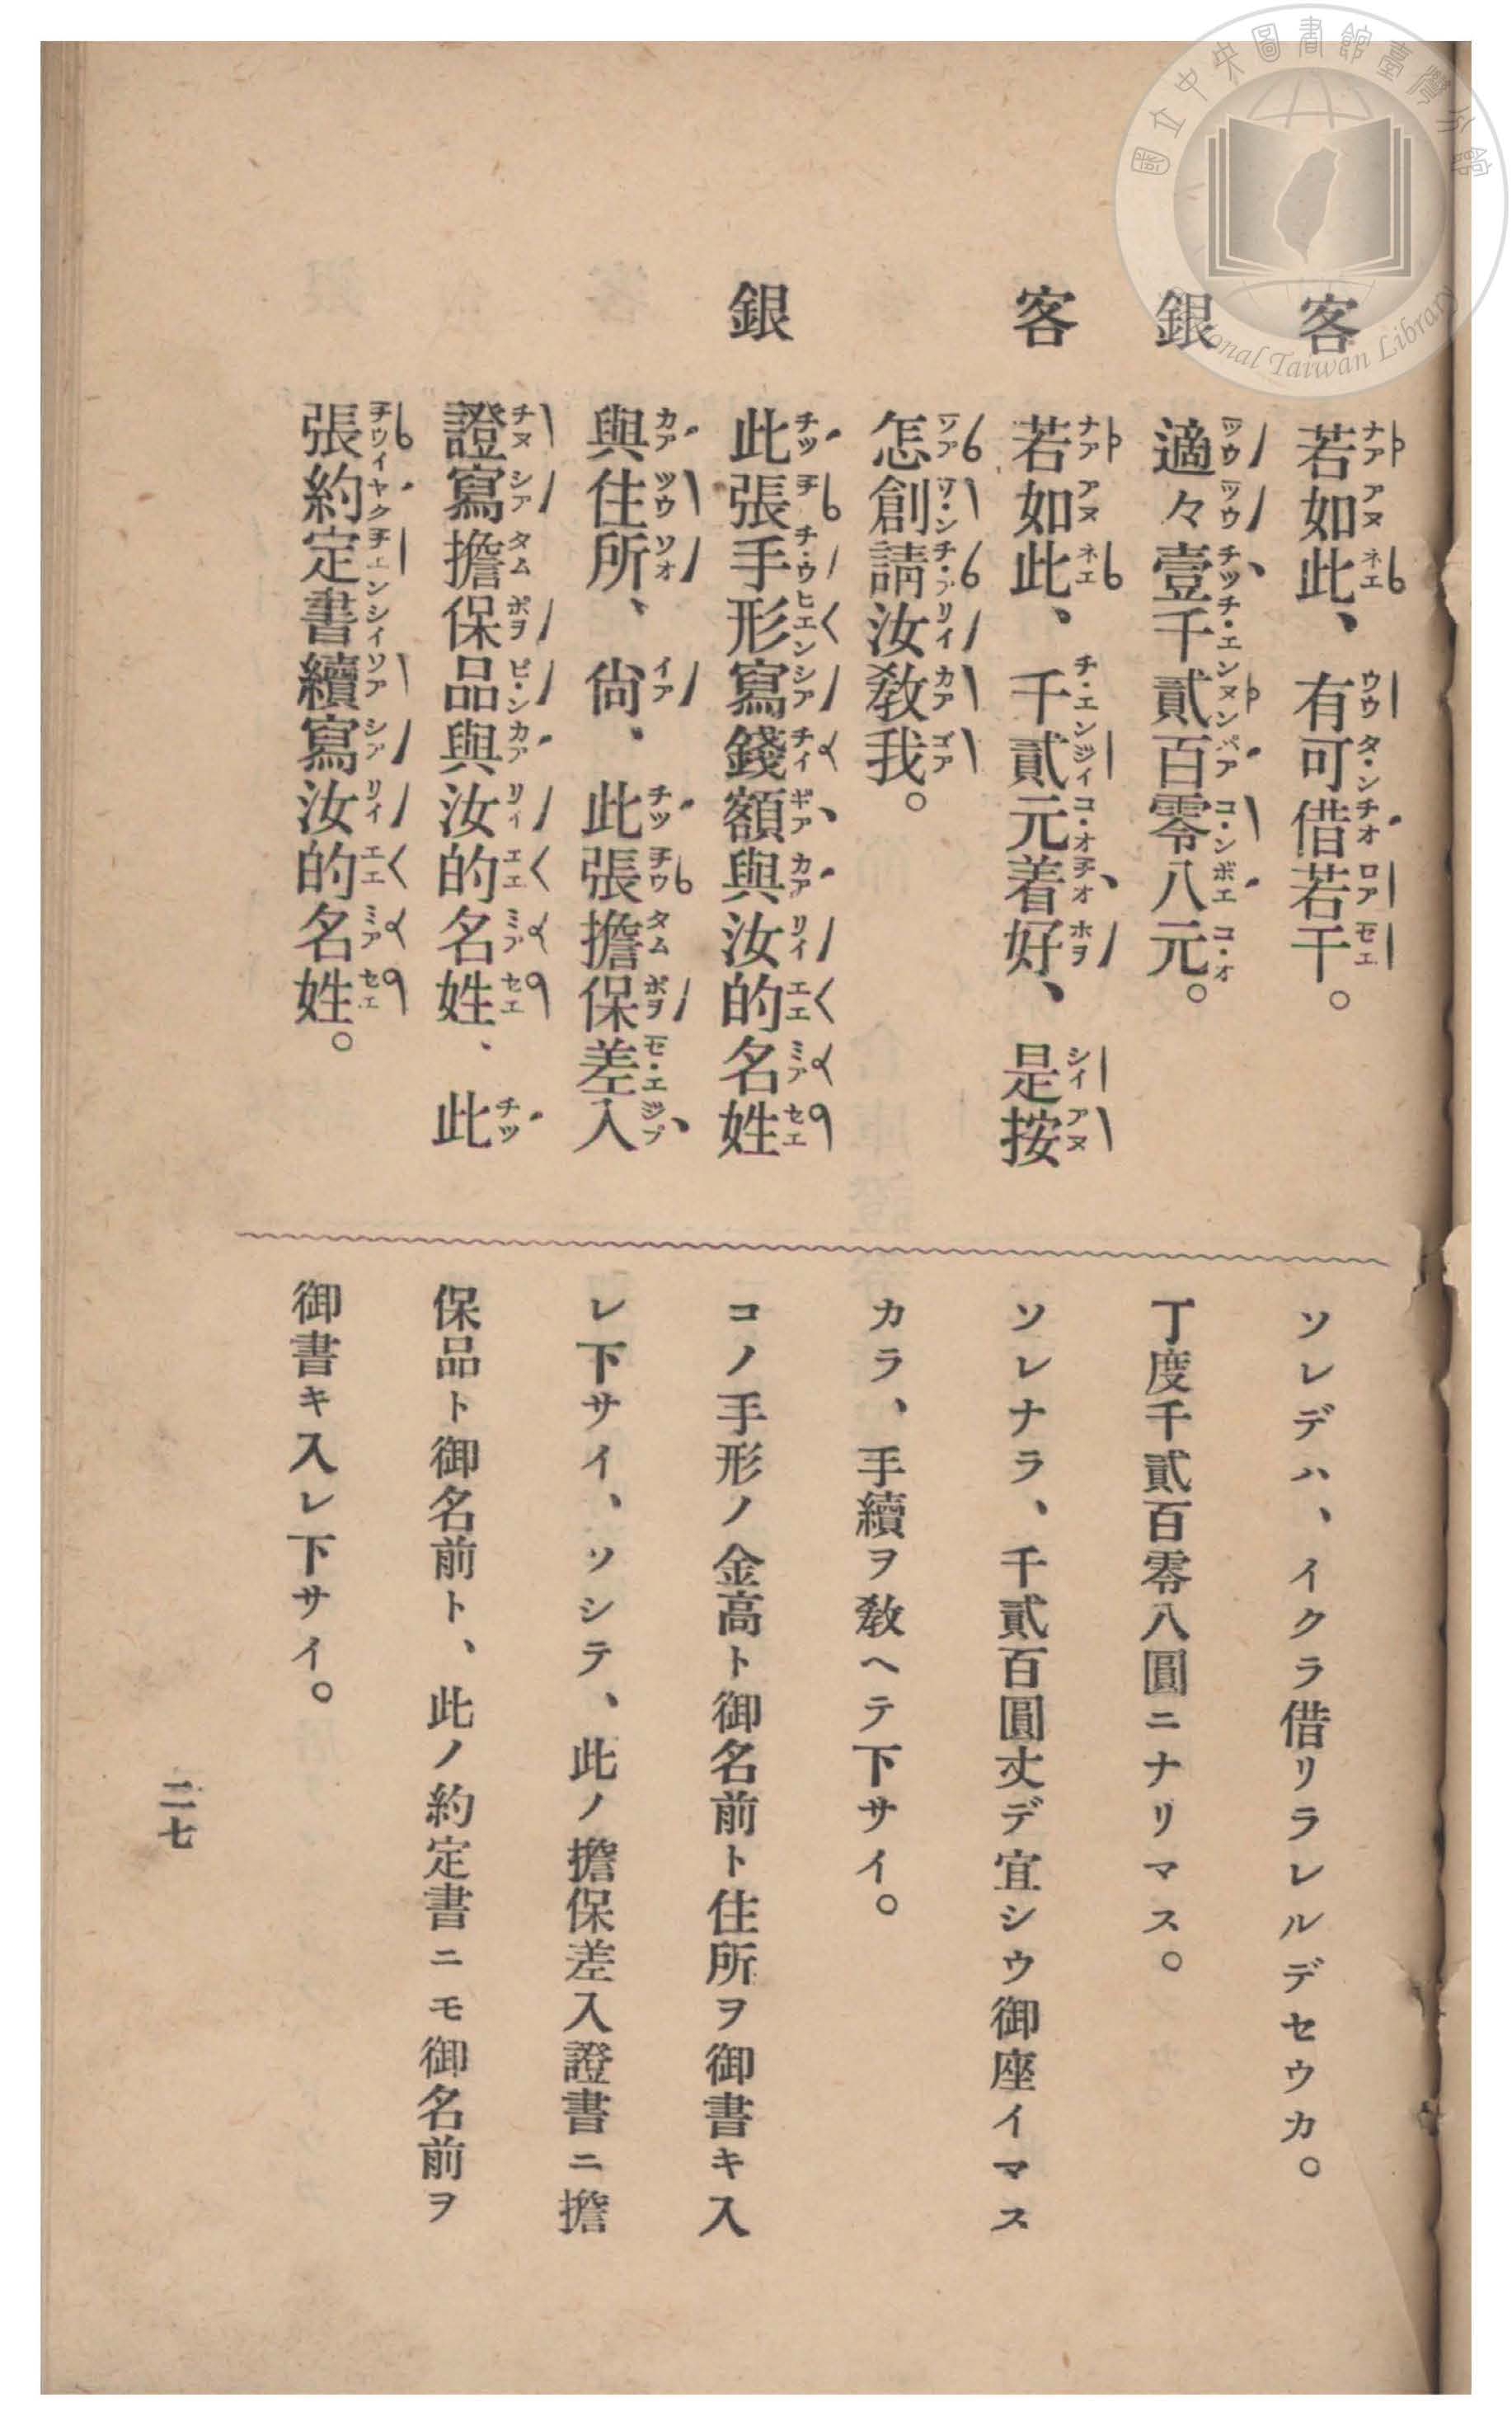 國立中央圖書館臺灣分館
National Taiwan Library
客 若如此、有可借若干。
銀 適々壹千貳百零八元。
客 若如此、千貳元着好、是按
怎創請汝教我。
銀 此張手形寫錢額與汝的名姓
與住所、尙、此張擔保差入
證寫擔保品與汝的名姓、此
張約定書續寫汝的名姓。
ソレデハ、イクラ借リラレルデセウカ。
丁度千貳百零八圓ニナリマス。
ソレナラ、千貳百圓丈デ宜シウ御座イマス
カラ、手續ヲ敎ヘテ下サイ。
コノ手形ノ金高ト御名前ト住所ヲ御書キ入
レ下サイ、ソシテ、此ノ擔保差入證書ニ擔
保品ト御名前ト、此ノ約定書ニモ御名前ヲ
御書キ入レ下サイ。
二七